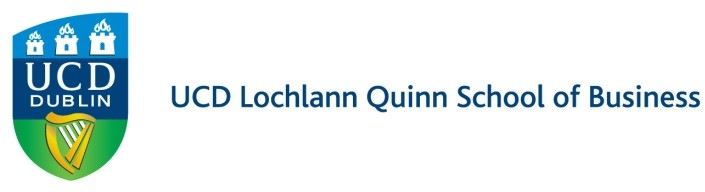 UCD
DUBLIN
UCD Lochlann Quinn School of Business